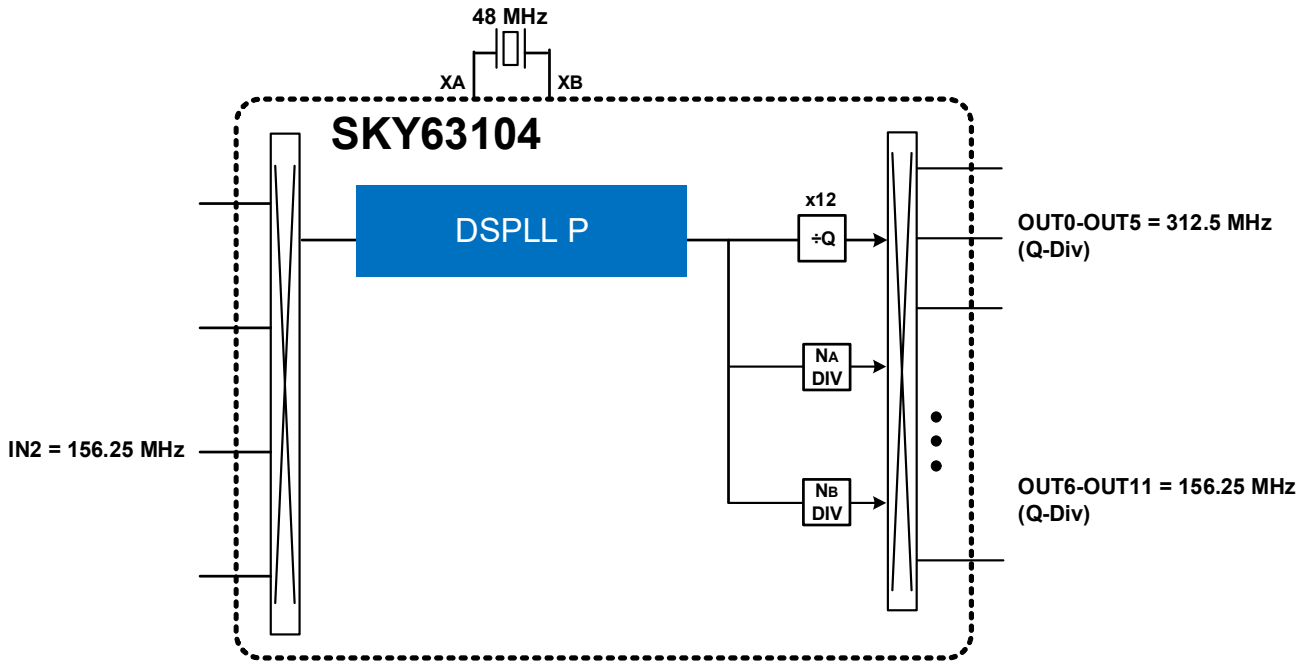 48 MHz
XA
XB
SKY63104
DSPLL P
x12
÷Q
OUT0-OUT5 = 312.5 MHz
(Q-Div)
NA
DIV
IN2 = 156.25 MHz
NB
DIV
OUT6-OUT11 = 156.25 MHz
(Q-Div)